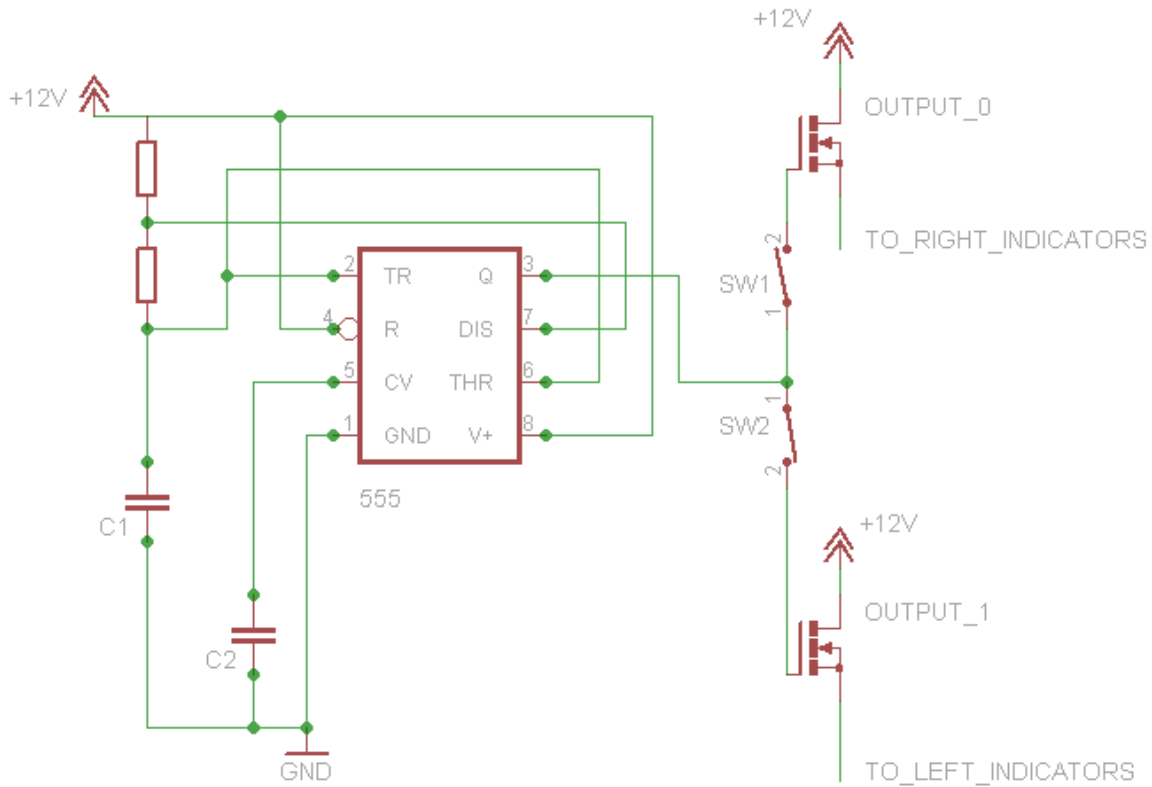 +12V
+12V
OUTPUT_0
TO_RIGHT_INDICATORS
2
SW1
1
2 TR Q 3
4 R DIS 7
5 CV THR 6
1 GND V+ 8
555
1
SW2
2
C1
C2
GND
+12V
OUTPUT_1
TO_LEFT_INDICATORS